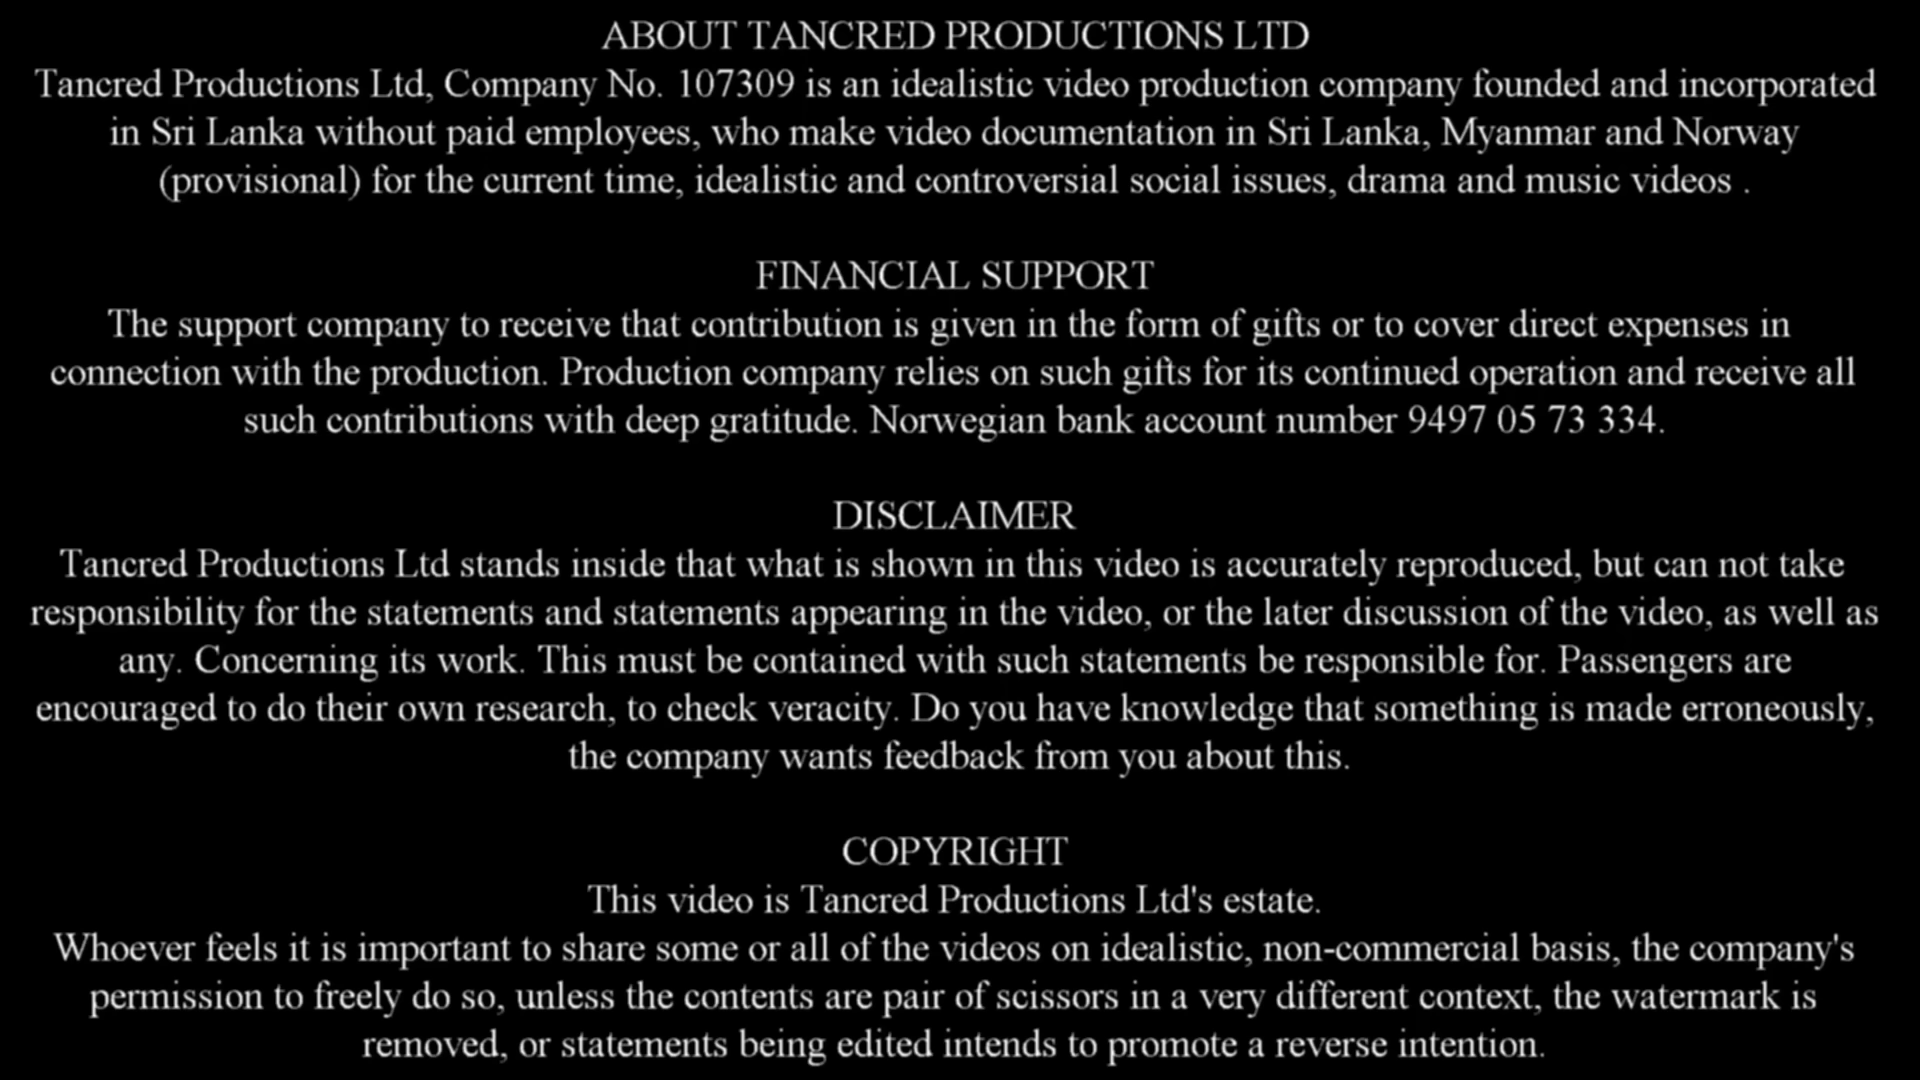 ABOUT TANCRED PRODUCTIONS LTD
Tancred Productions Ltd, Company No. 107309 is an idealistic video production company founded and incorporated
in Sri Lanka without paid employees, who make video documentation in Sri Lanka, Myanmar and Norway
(provisional) for the current time, idealistic and controversial social issues, drama and music videos .
FINANCIAL SUPPORT
The support company to receive that contribution is given in the form of gifts or to cover direct expenses in
connection with the production. Production company relies on such gifts for its continued operation and receive all
such contributions with deep gratitude. Norwegian bank account number 9497 05 73 334.
DISCLAIMER
Tancred Productions Ltd stands inside that what is shown in this video is accurately reproduced, but can not take
responsibility for the statements and statements appearing in the video, or the later discussion of the video, as well as
any. Concerning its work. This must be contained with such statements be responsible for. Passengers are
encouraged to do their own research, to check veracity. Do you have knowledge that something is made erroneously,
the company wants feedback from you about this.
COPYRIGHT
This video is Tancred Productions Ltd's estate.
Whoever feels it is important to share some or all of the videos on idealistic, non-commercial basis, the company's
permission to freely do so, unless the contents are pair of scissors in a very different context, the watermark is
removed, or statements being edited intends to promote a reverse intention.